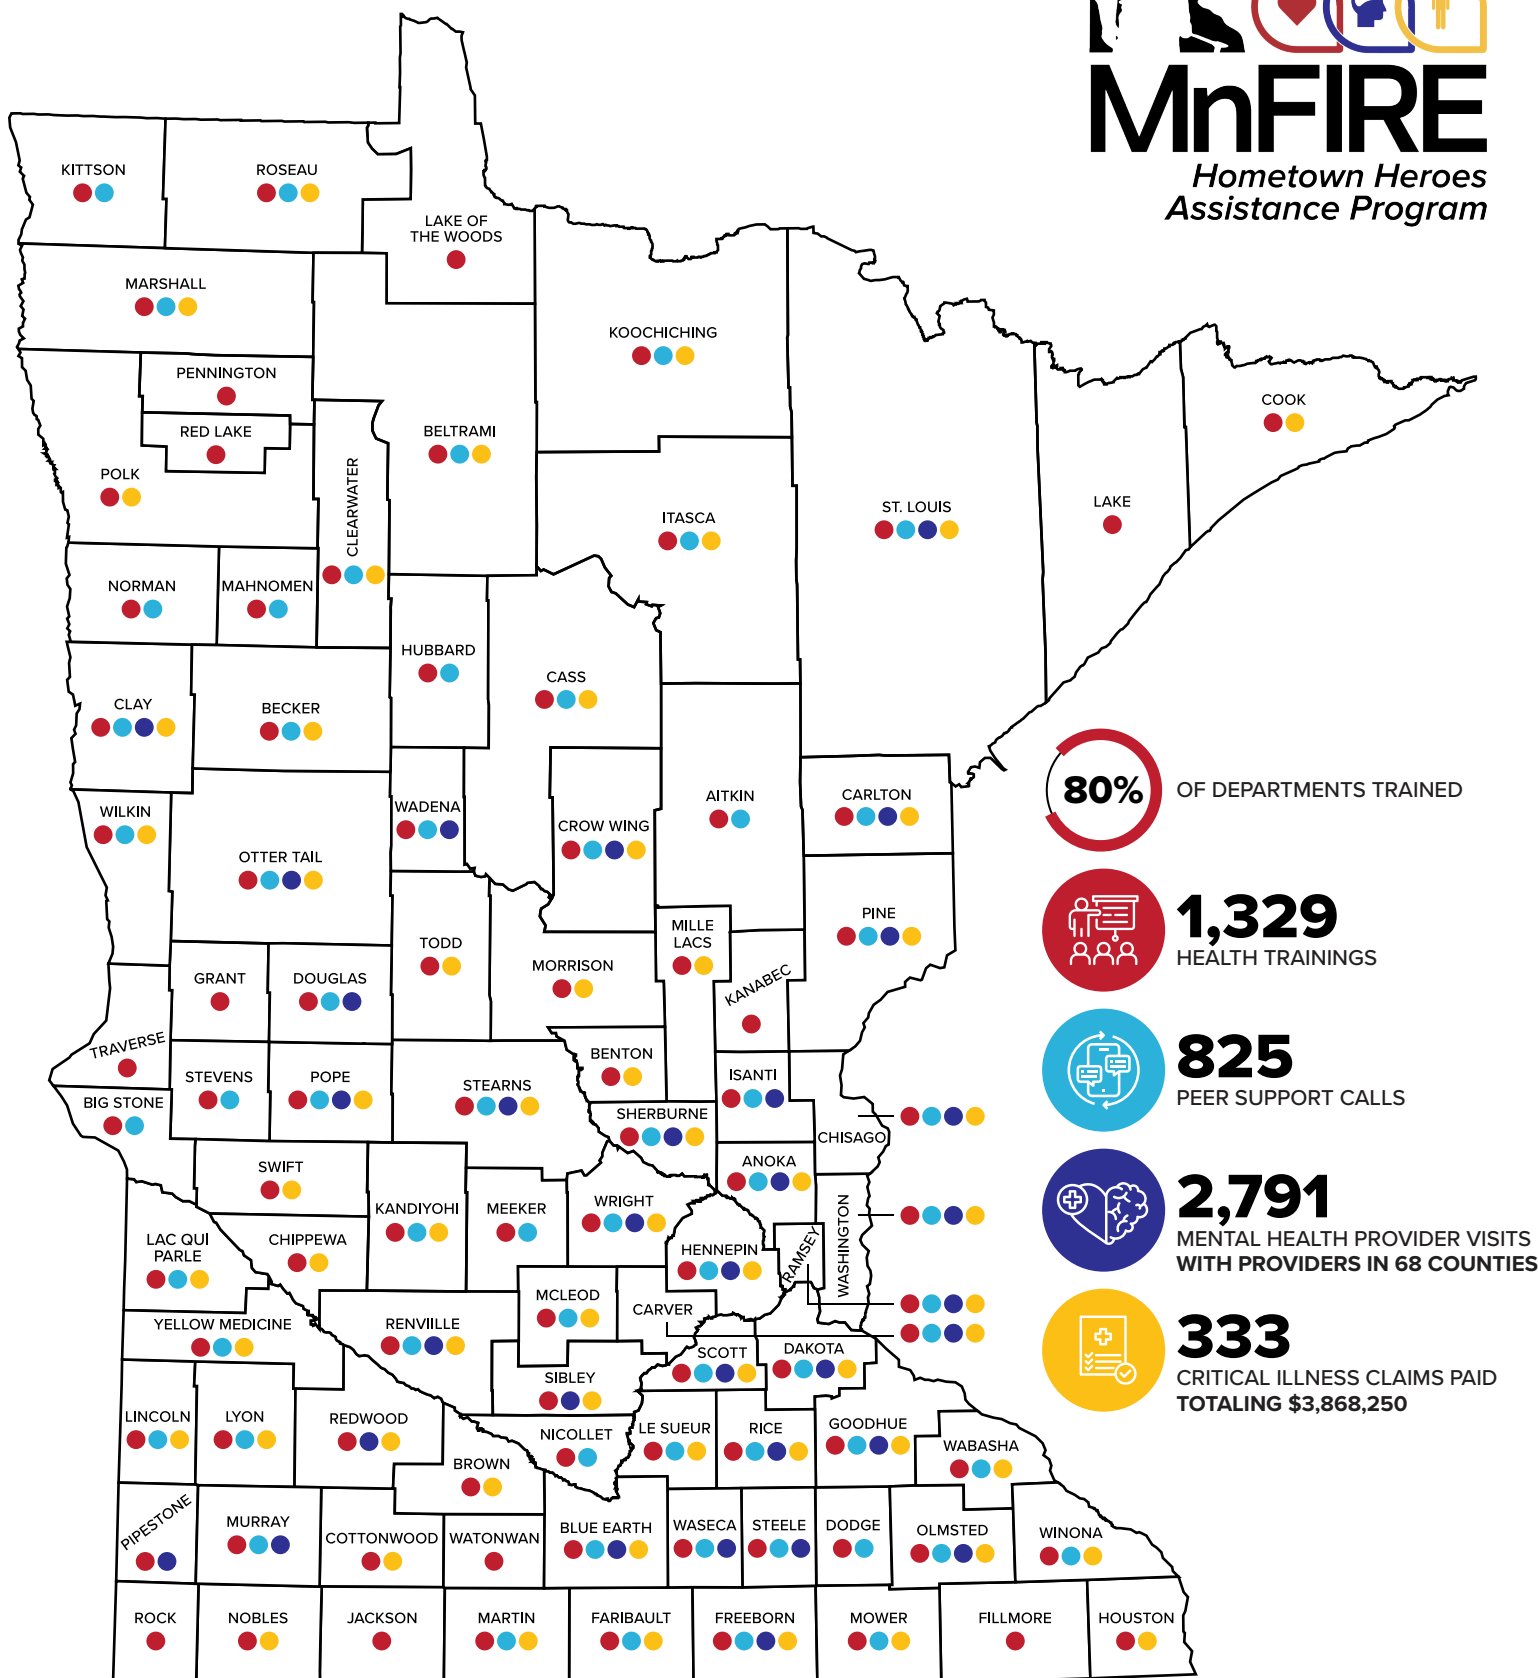 MnFIRE
Hometown Heroes
Assistance Program
KITTSON
ROSEAU
LAKE OF
THE WOODS
MARSHALL
KOOCHICHING
PENNINGTON
RED LAKE
BELTRAMI
COOK
POLK
CLEARWATER
ITASCA
ST. LOUIS
LAKE
NORMAN
MAHNOMEN
HUBBARD
CASS
CLAY
BECKER
WILKIN
WADENA
AITKIN
CARLTON
CROW WING
OTTER TAIL
80%
OF DEPARTMENTS TRAINED
PINE
MILLE
LACS
TODD
MORRISON
GRANT
DOUGLAS
KANABEC
1,329
HEALTH TRAININGS
TRAVERSE
BENTON
STEVENS
POPE
STEARNS
ISANTI
BIG STONE
SHERBURNE
CHISAGO
825
PEER SUPPORT CALLS
SWIFT
ANOKA
KANDIYOHI
MEEKER
WRIGHT
WASHINGTON
LAC QUI
PARLE
CHIPPEWA
HENNEPIN
RAMSEY
2,791
MENTAL HEALTH PROVIDER VISITS
WITH PROVIDERS IN 68 COUNTIES
MCLEOD
CARVER
YELLOW MEDICINE
RENVILLE
SCOTT
DAKOTA
SIBLEY
333
CRITICAL ILLNESS CLAIMS PAID
TOTALING $3,868,250
LINCOLN
LYON
REDWOOD
NICOLLET
LE SUEUR
RICE
GOODHUE
WABASHA
BROWN
PIPESTONE
MURRAY
COTTONWOOD
WATONWAN
BLUE EARTH
WASECA
STEELE
DODGE
OLMSTED
WINONA
ROCK
NOBLES
JACKSON
MARTIN
FARIBAULT
FREEBORN
MOWER
FILLMORE
HOUSTON